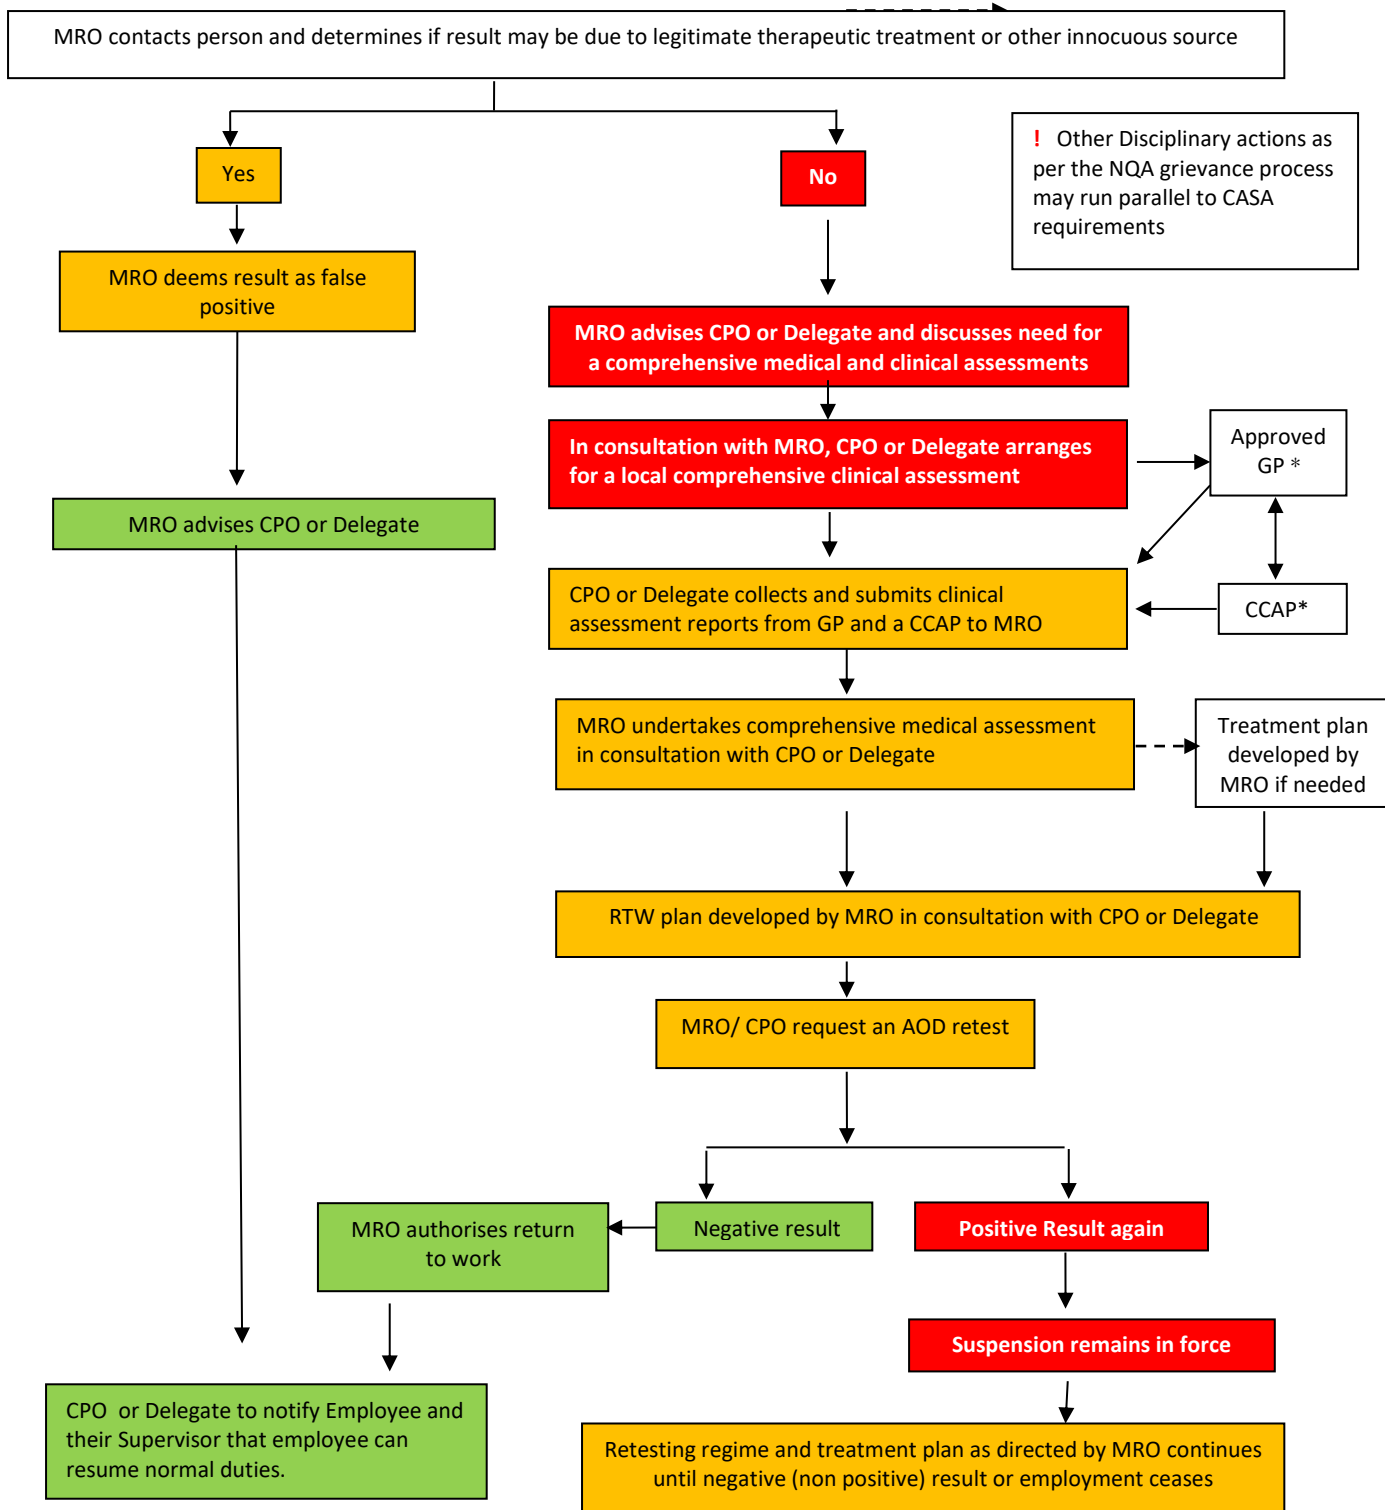 MRO contacts person and determines if result may be due to legitimate therapeutic treatment or other innocuous source
! Other Disciplinary actions as
per the NQA grievance process
may run parallel to CASA
requirements
Yes
No
MRO deems result as false
positive
MRO advises CPO or Delegate and discusses need for
a comprehensive medical and clinical assessments
In consultation with MRO, CPO or Delegate arranges
for a local comprehensive clinical assessment
Approved
GP *
MRO advises CPO or Delegate
CPO or Delegate collects and submits clinical
assessment reports from GP and a CCAP to MRO
CCAP*
MRO undertakes comprehensive medical assessment
in consultation with CPO or Delegate
Treatment plan
developed by
MRO if needed
RTW plan developed by MRO in consultation with CPO or Delegate
MRO/ CPO request an AOD retest
MRO authorises return
to work
Negative result
Positive Result again
Suspension remains in force
CPO or Delegate to notify Employee and
their Supervisor that employee can
resume normal duties.
Retesting regime and treatment plan as directed by MRO continues
until negative (non positive) result or employment ceases